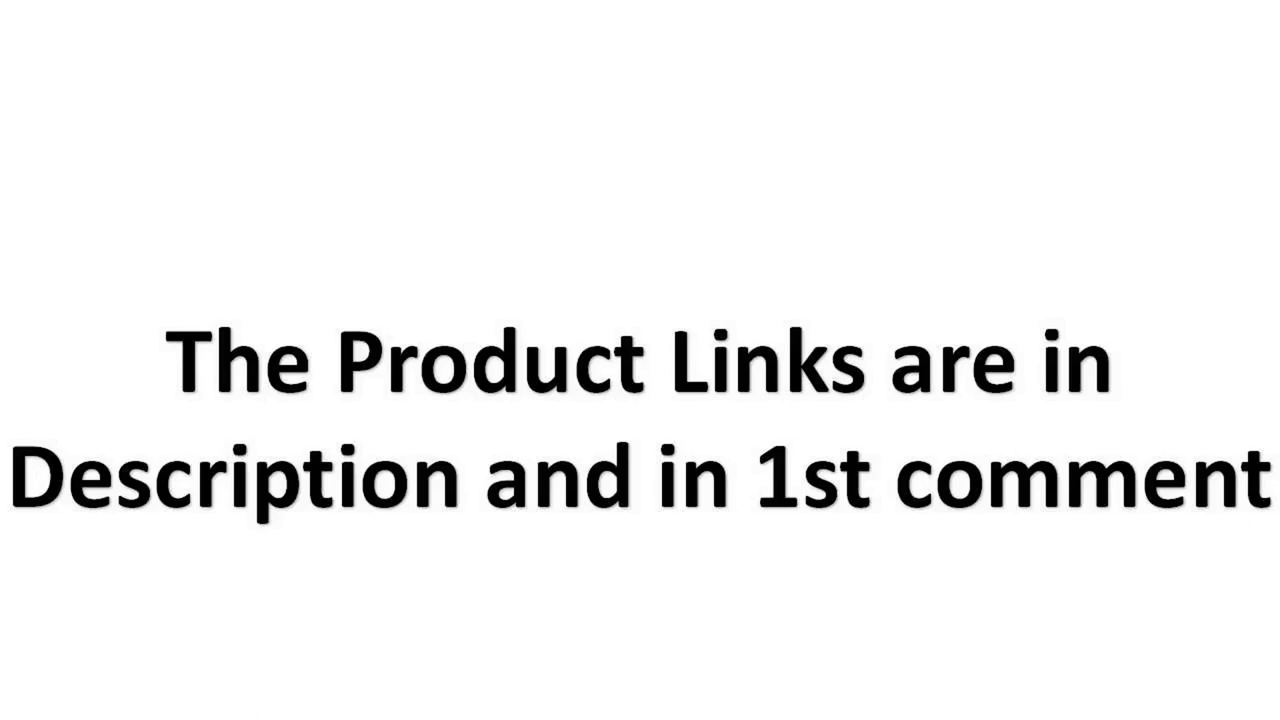 The Product Links are in
Description and in 1st comment